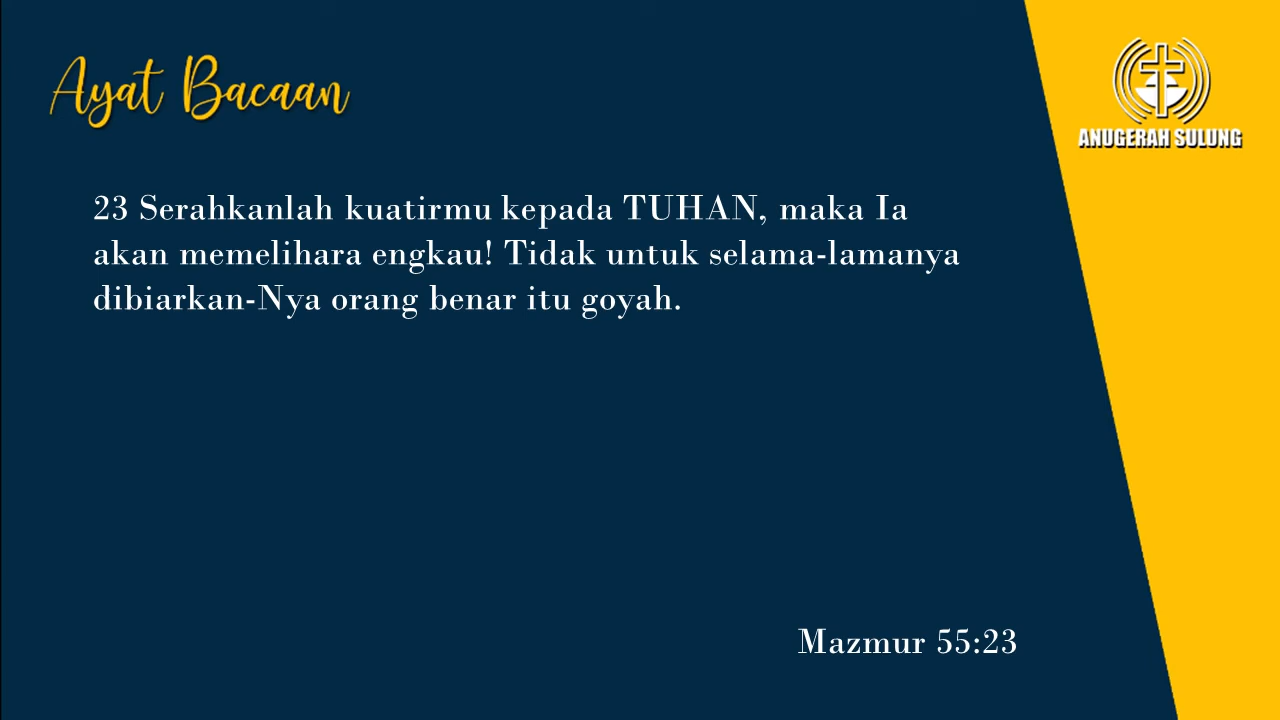 Ayat Bacaan
ANUGERAH SULUNG
23 Serahkanlah kuatirmu kepada TUHAN, maka Ia
akan memelihara engkau! Tidak untuk selama-lamanya
dibiarkan-Nya orang benar itu goyah.
Mazmur 55:23